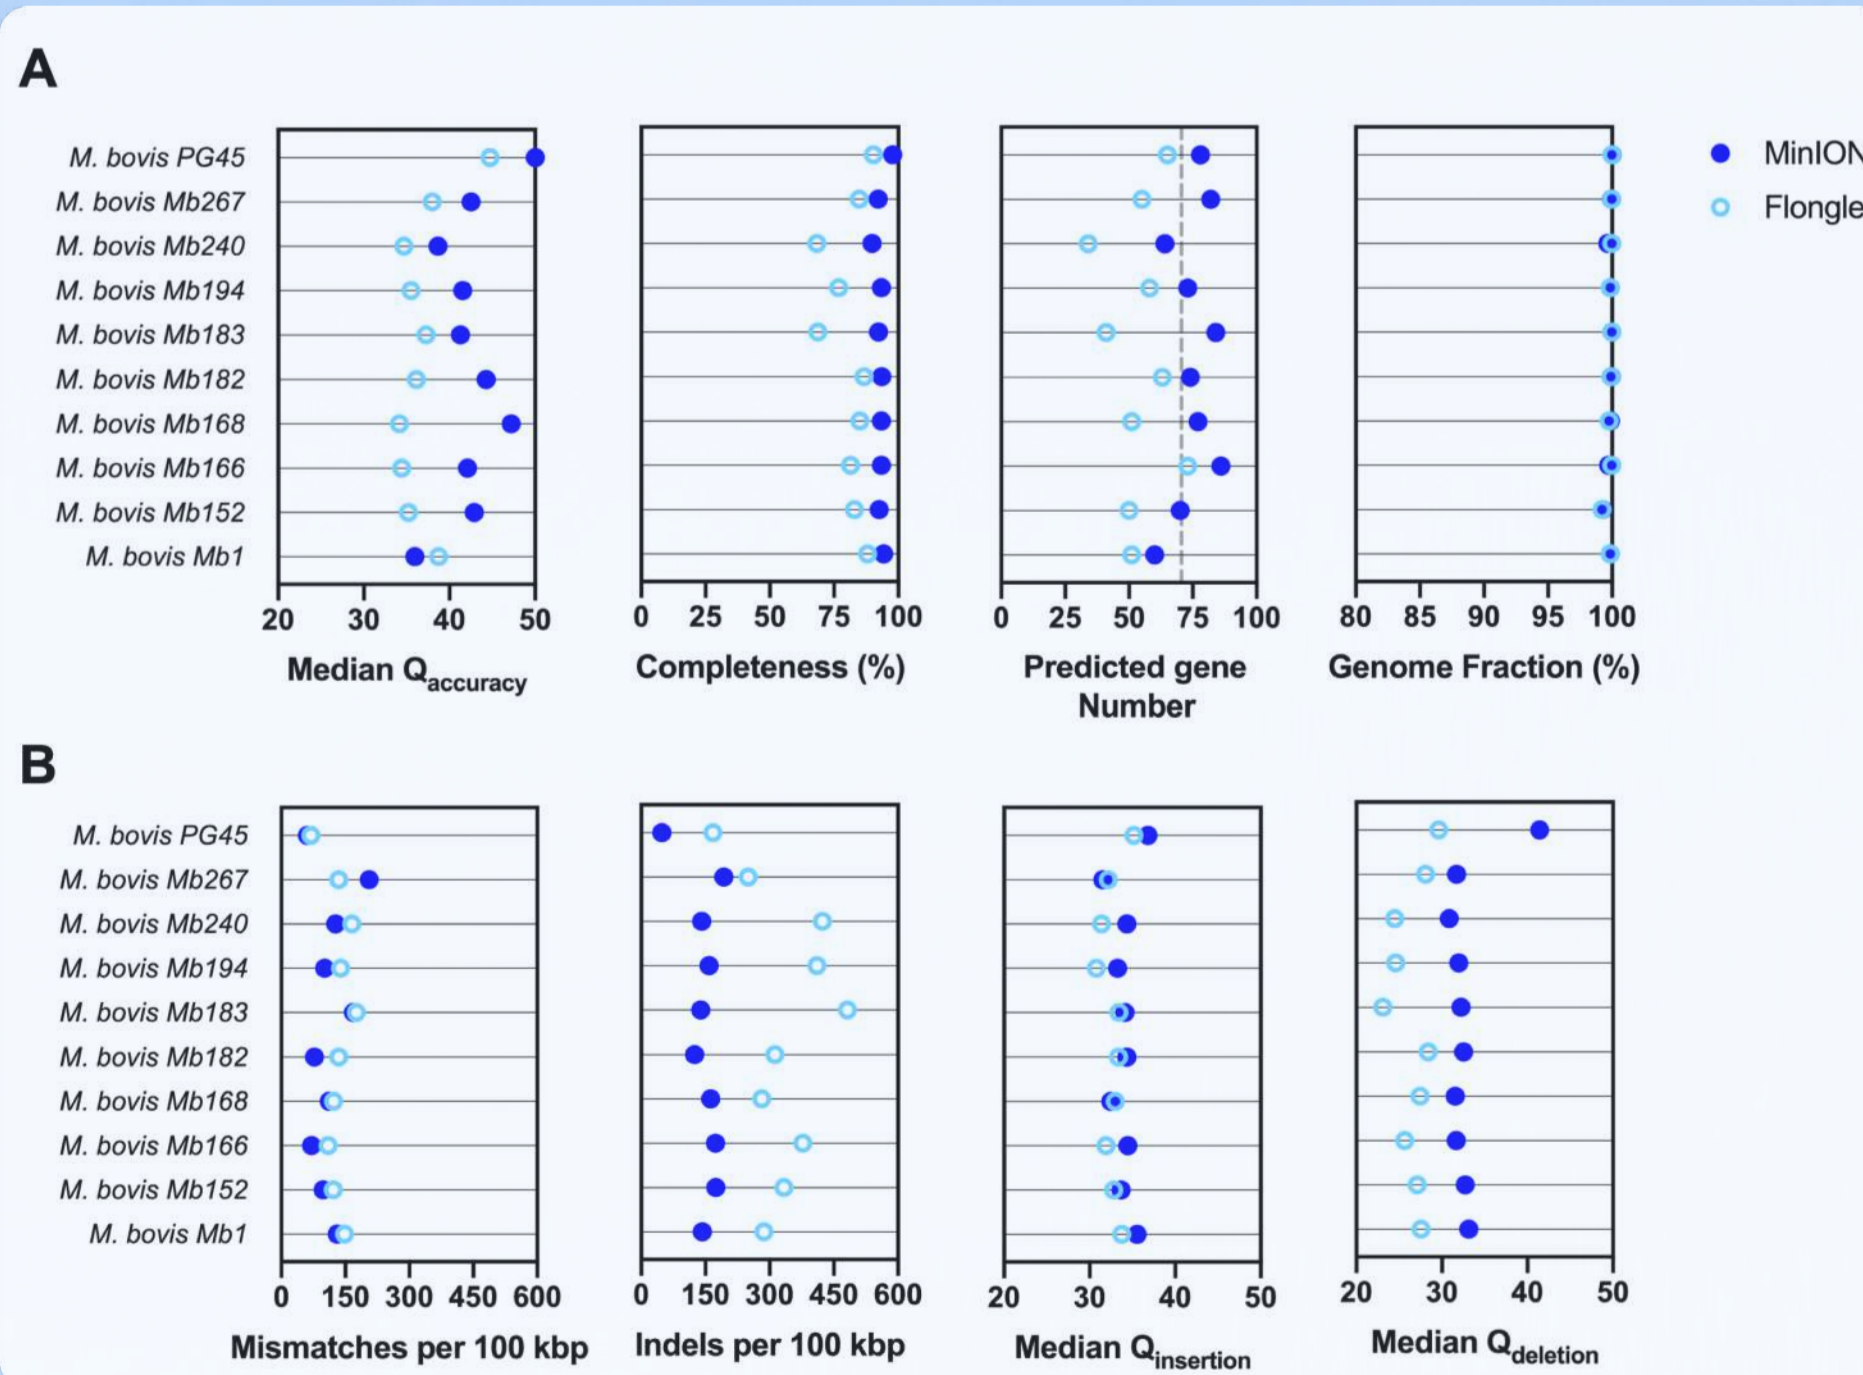 A
M. bovis PG45
M. bovis Mb267
M. bovis Mb240
M. bovis Mb194
M. bovis Mb183
M. bovis Mb182
M. bovis Mb168
M. bovis Mb166
M. bovis Mb152
M. bovis Mb1
20 30 40 50
Median Qaccuracy
0 25 50 75 100
Completeness (%)
0 25 50 75 100
Predicted gene
Number
80 85 90 95 100
Genome Fraction (%)
MinION
Flongle
B
M. bovis PG45
M. bovis Mb267
M. bovis Mb240
M. bovis Mb194
M. bovis Mb183
M. bovis Mb182
M. bovis Mb168
M. bovis Mb166
M. bovis Mb152
M. bovis Mb1
0 150 300 450 600
Mismatches per 100 kbp
0 150 300 450 600
Indels per 100 kbp
20 30 40 50
Median Qinsertion
20 30 40 50
Median Qdeletion